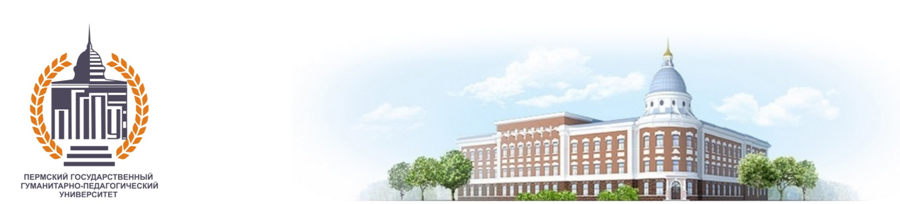 ПЕРМСКИЙ ГОСУДАРСТВЕННЫЙ
ГУМАНИТАРНО-ПЕДАГОГИЧЕСКИЙ
УНИВЕРСИТЕТ